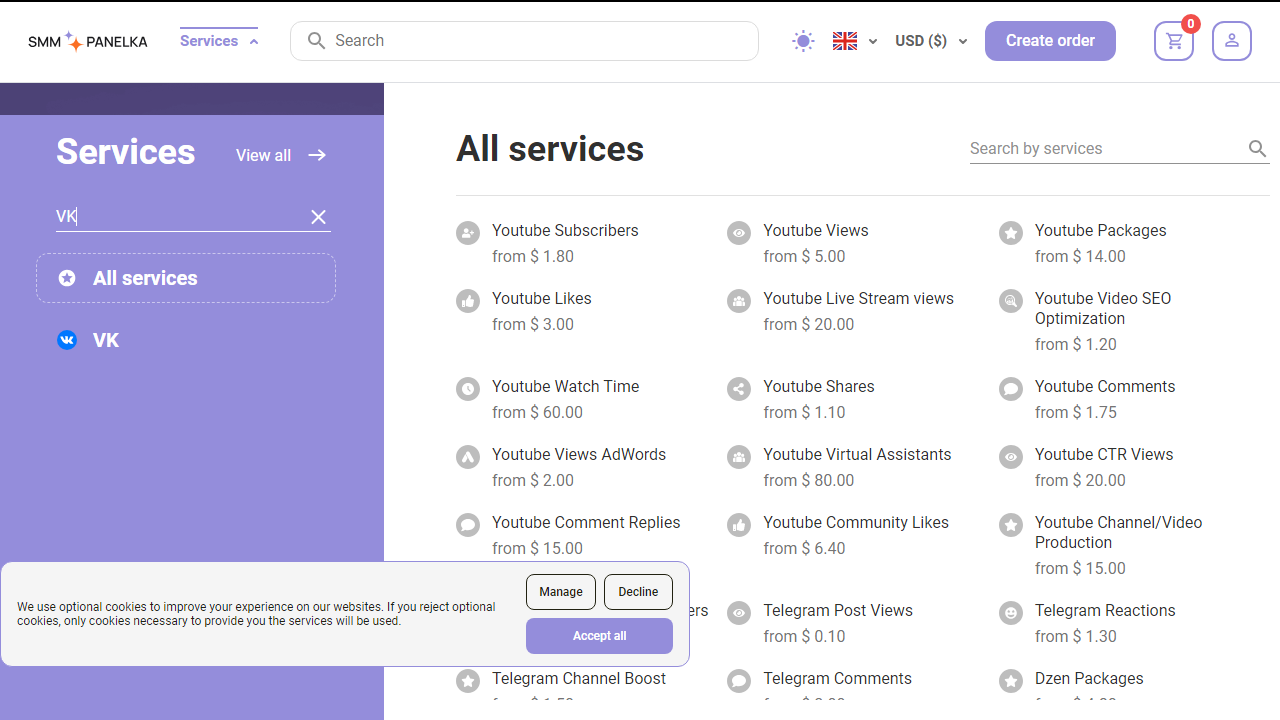 SMM PANELKA
Services
Search
USD ($)
Create order
0
Services
View all
VK
All services
VK
All services
Search by services
Youtube Subscribers
from $ 1.80
Youtube Views
from $ 5.00
Youtube Packages
from $ 14.00
Youtube Likes
from $ 3.00
Youtube Live Stream views
from $ 20.00
Youtube Video SEO
Optimization
from $ 1.20
Youtube Watch Time
from $ 60.00
Youtube Shares
from $ 1.10
Youtube Comments
from $ 1.75
Youtube Views AdWords
from $ 2.00
Youtube Virtual Assistants
from $ 80.00
Youtube CTR Views
from $ 20.00
Youtube Comment Replies
from $ 15.00
Youtube Community Likes
from $ 6.40
Youtube Channel/Video
Production
from $ 15.00
Telegram Post Views
from $ 0.10
Telegram Reactions
from $ 1.30
Telegram Channel Boost
Telegram Comments
Dzen Packages
We use optional cookies to improve your experience on our websites. If you reject optional
cookies, only cookies necessary to provide you the services will be used.
Manage
Decline
Accept all